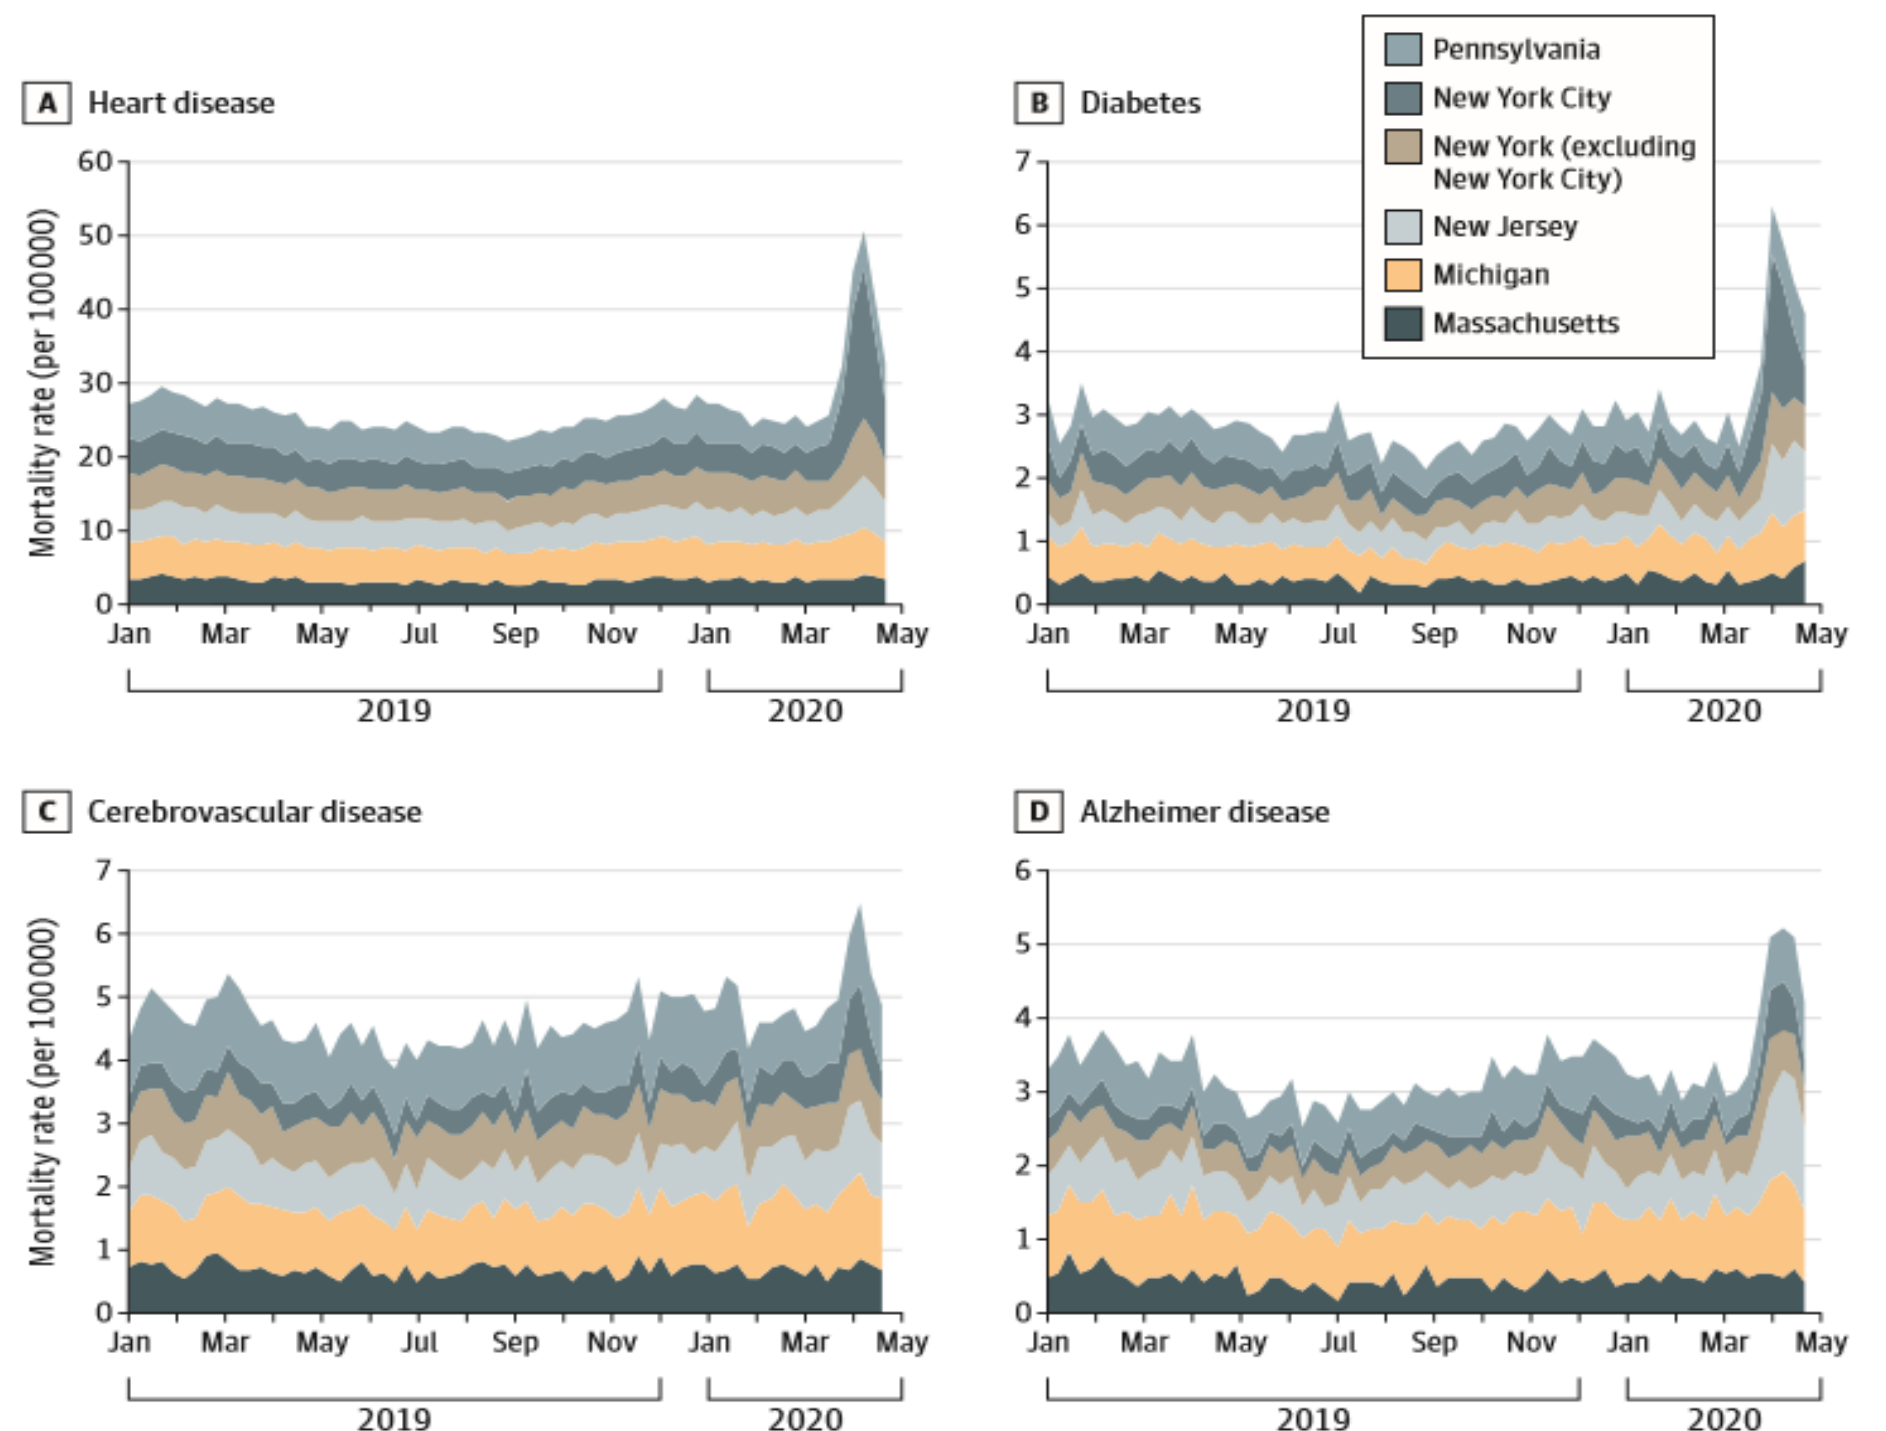 Pennsylvania
New York City
New York (excluding
New York City)
New Jersey
Michigan
Massachusetts
A Heart disease
Mortality rate (per 100000)
60
50
40
30
20
10
0
Jan Mar May Jul Sep Nov Jan Mar May
2019 2020
B Diabetes
7
6
5
4
3
2
1
0
Jan Mar May Jul Sep Nov Jan Mar May
2019 2020
C Cerebrovascular disease
Mortality rate (per 100000)
7
6
5
4
3
2
1
0
Jan Mar May Jul Sep Nov Jan Mar May
2019 2020
D Alzheimer disease
6
5
4
3
2
1
0
Jan Mar May Jul Sep Nov Jan Mar May
2019 2020